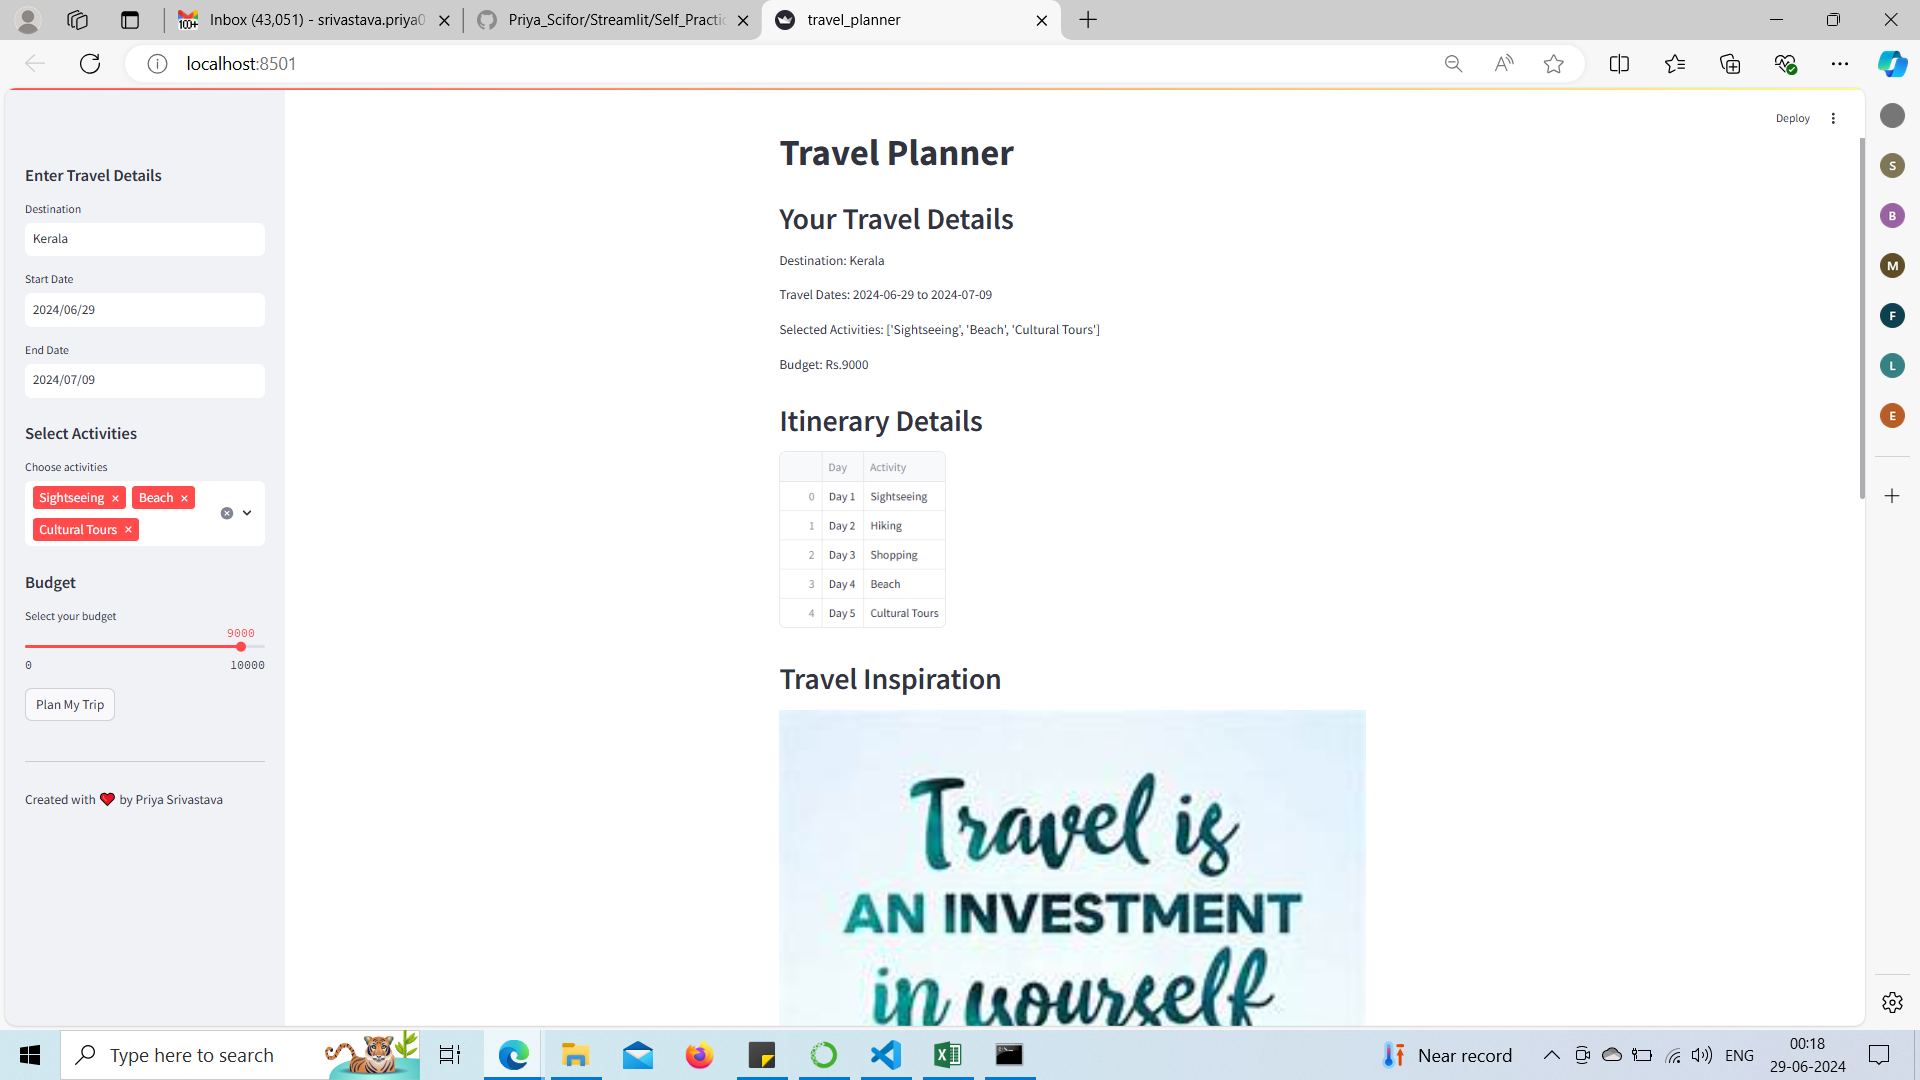 Inbox (43,051) - srivastava.priya0
Priya_Scifor/Streamlit/Self_Practic
travel_planner
localhost:8501
Deploy
Enter Travel Details
Destination
Kerala
Start Date
2024/06/29
End Date
2024/07/09
Select Activities
Choose activities
Sightseeing × Beach ×
Cultural Tours ×
Budget
Select your budget
9000
0 10000
Plan My Trip
Created with ❤️ by Priya Srivastava
Travel Planner
Your Travel Details
Destination: Kerala
Travel Dates: 2024-06-29 to 2024-07-09
Selected Activities: ['Sightseeing', 'Beach', 'Cultural Tours']
Budget: Rs.9000
Itinerary Details
Day Activity
0 Day 1 Sightseeing
1 Day 2 Hiking
2 Day 3 Shopping
3 Day 4 Beach
4 Day 5 Cultural Tours
Travel Inspiration
Travel is
AN INVESTMENT
in yourself
S
B
M
F
L
E
Type here to search
Near record
ENG
00:18
29-06-2024
100+